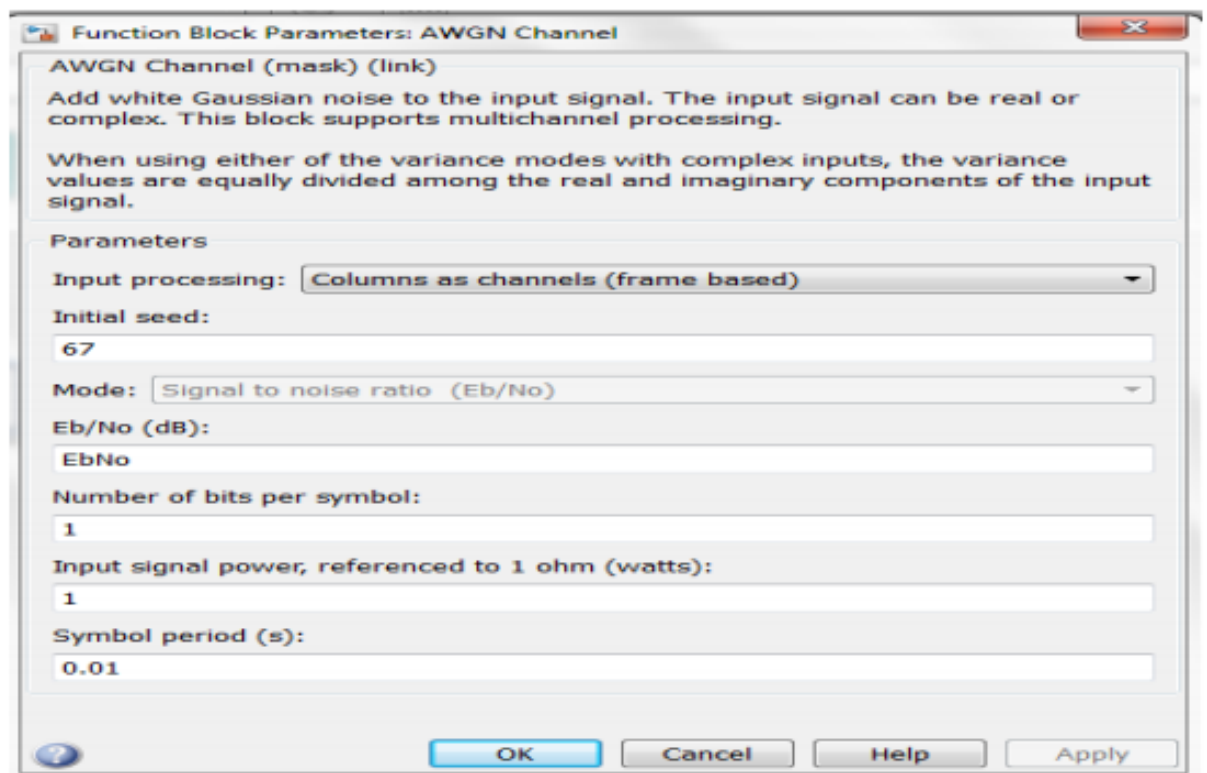 Function Block Parameters: AWGN Channel
AWGN Channel (mask) (link)
Add white Gaussian noise to the input signal. The input signal can be real or
complex. This block supports multichannel processing.
When using either of the variance modes with complex inputs, the variance
values are equally divided among the real and imaginary components of the input
signal.
Parameters
Input processing: Columns as channels (frame based)
Initial seed:
67
Mode: Signal to noise ratio (Eb/No)
Eb/No (dB):
EbNo
Number of bits per symbol:
1
Input signal power, referenced to 1 ohm (watts):
1
Symbol period (s):
0.01
? OK Cancel Help Apply